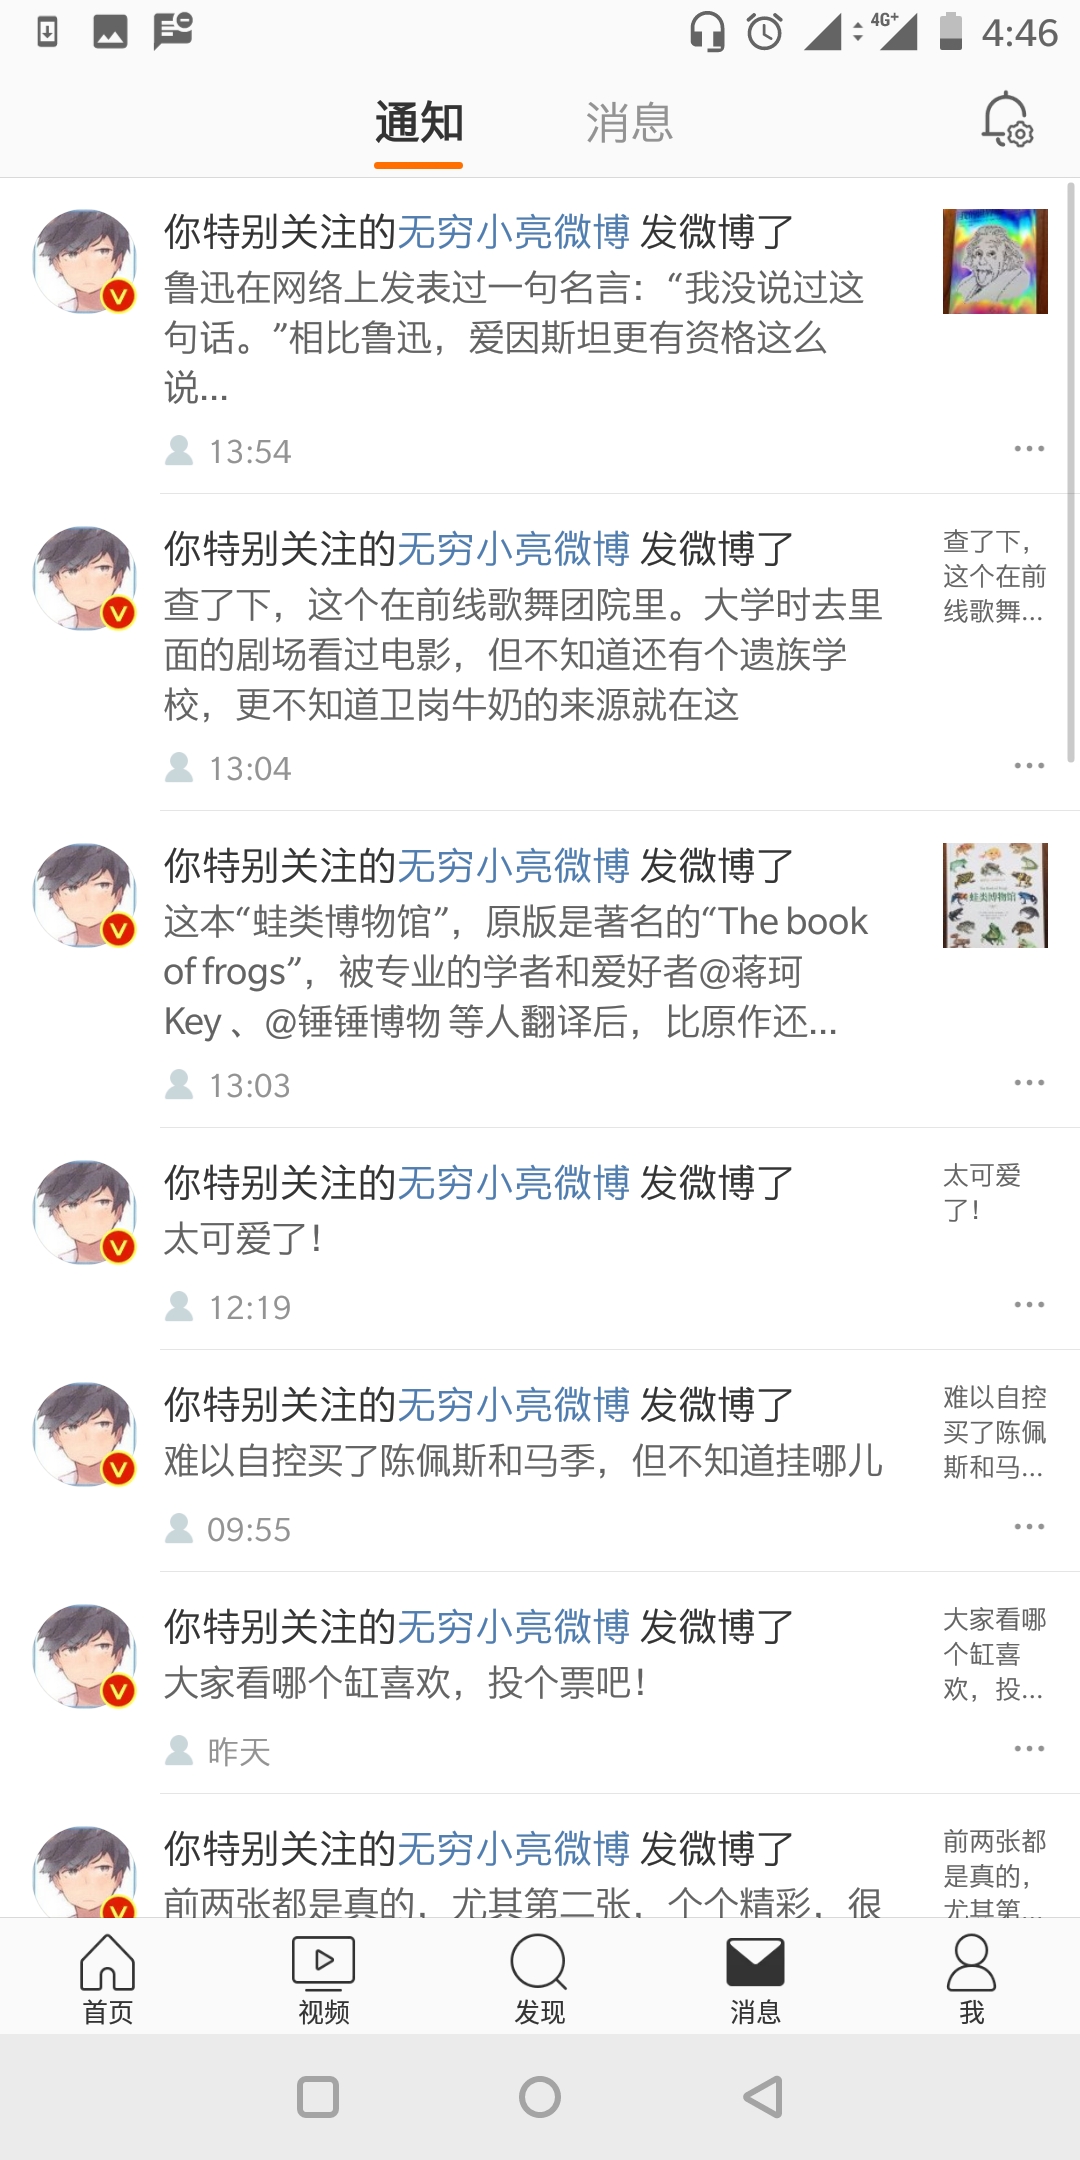 4G+ 4:46
通知 消息
你特别关注的无穷小亮微博 发微博了
鲁迅在网络上发表过一句名言：“我没说过这
句话。”相比鲁迅，爱因斯坦更有资格这么
说...
13:54
你特别关注的无穷小亮微博 发微博了
查了下，这个在前线歌舞团院里。大学时去里
面的剧场看过电影，但不知道还有个遗族学
校，更不知道卫岗牛奶的来源就在这
查了下，
这个在前
线歌舞...
13:04
你特别关注的无穷小亮微博 发微博了
这本“蛙类博物馆”，原版是著名的“The book
of frogs”，被专业的学者和爱好者@蒋珂
Key 、@锤锤博物 等人翻译后，比原作还...
蛙类博物馆
13:03
你特别关注的无穷小亮微博 发微博了
太可爱了！
太可爱
了！
12:19
你特别关注的无穷小亮微博 发微博了
难以自控买了陈佩斯和马季，但不知道挂哪儿
难以自控
买了陈佩
斯和马...
09:55
你特别关注的无穷小亮微博 发微博了
大家看哪个缸喜欢，投个票吧！
大家看哪
个缸喜
欢，投...
昨天
你特别关注的无穷小亮微博 发微博了
前两张都是真的，尤其第二张，个个精彩，很
前两张都
是真的，
尤其第...
首页 视频 发现 消息 我